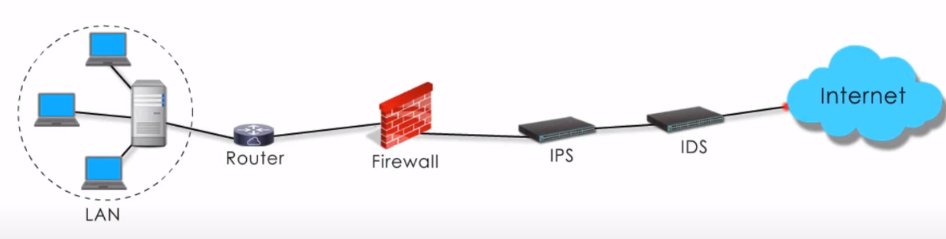 LAN
Router
Firewall
IPS
IDS
Internet